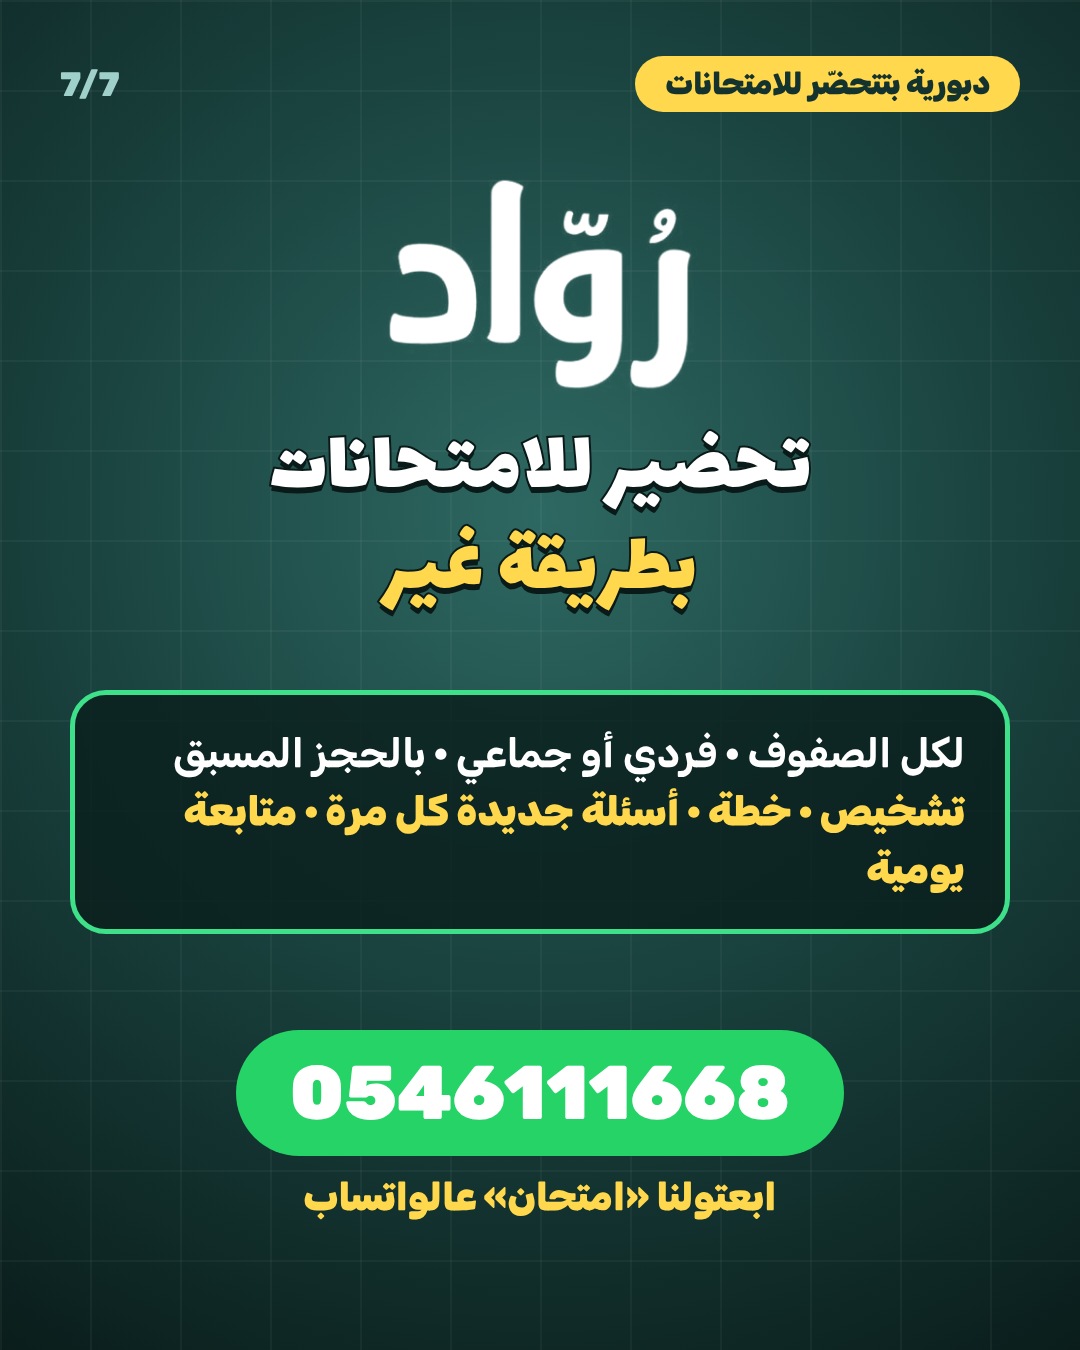 دبورية بتتحضّر للامتحانات
7/7
رُوّاد
تحضير للامتحانات
بطريقة غير
لكل الصفوف • فردي أو جماعي • بالحجز المسبق
تشخيص • خطة • أسئلة جديدة كل مرة • متابعة
يومية
0546111668
ابعتولنا «امتحان» عالواتساب